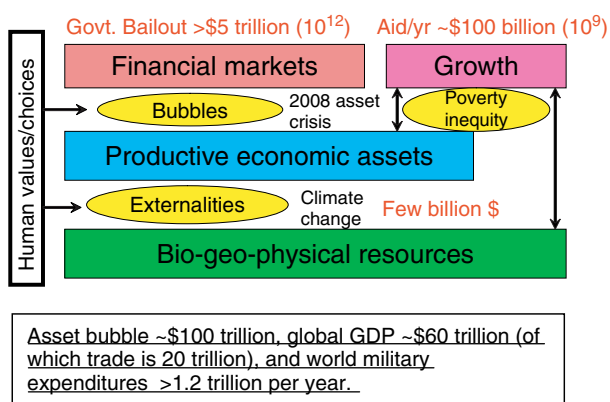 Govt. Bailout >$5 trillion (10¹²)
Aid/yr ~$100 billion (10⁹)
Financial markets
Growth
Human values/choices
Bubbles
2008 asset
crisis
Poverty
inequity
Productive economic assets
Externalities
Climate
change
Few billion $
Bio-geo-physical resources
Asset bubble ~$100 trillion, global GDP ~$60 trillion (of
which trade is 20 trillion), and world military
expenditures >1.2 trillion per year.